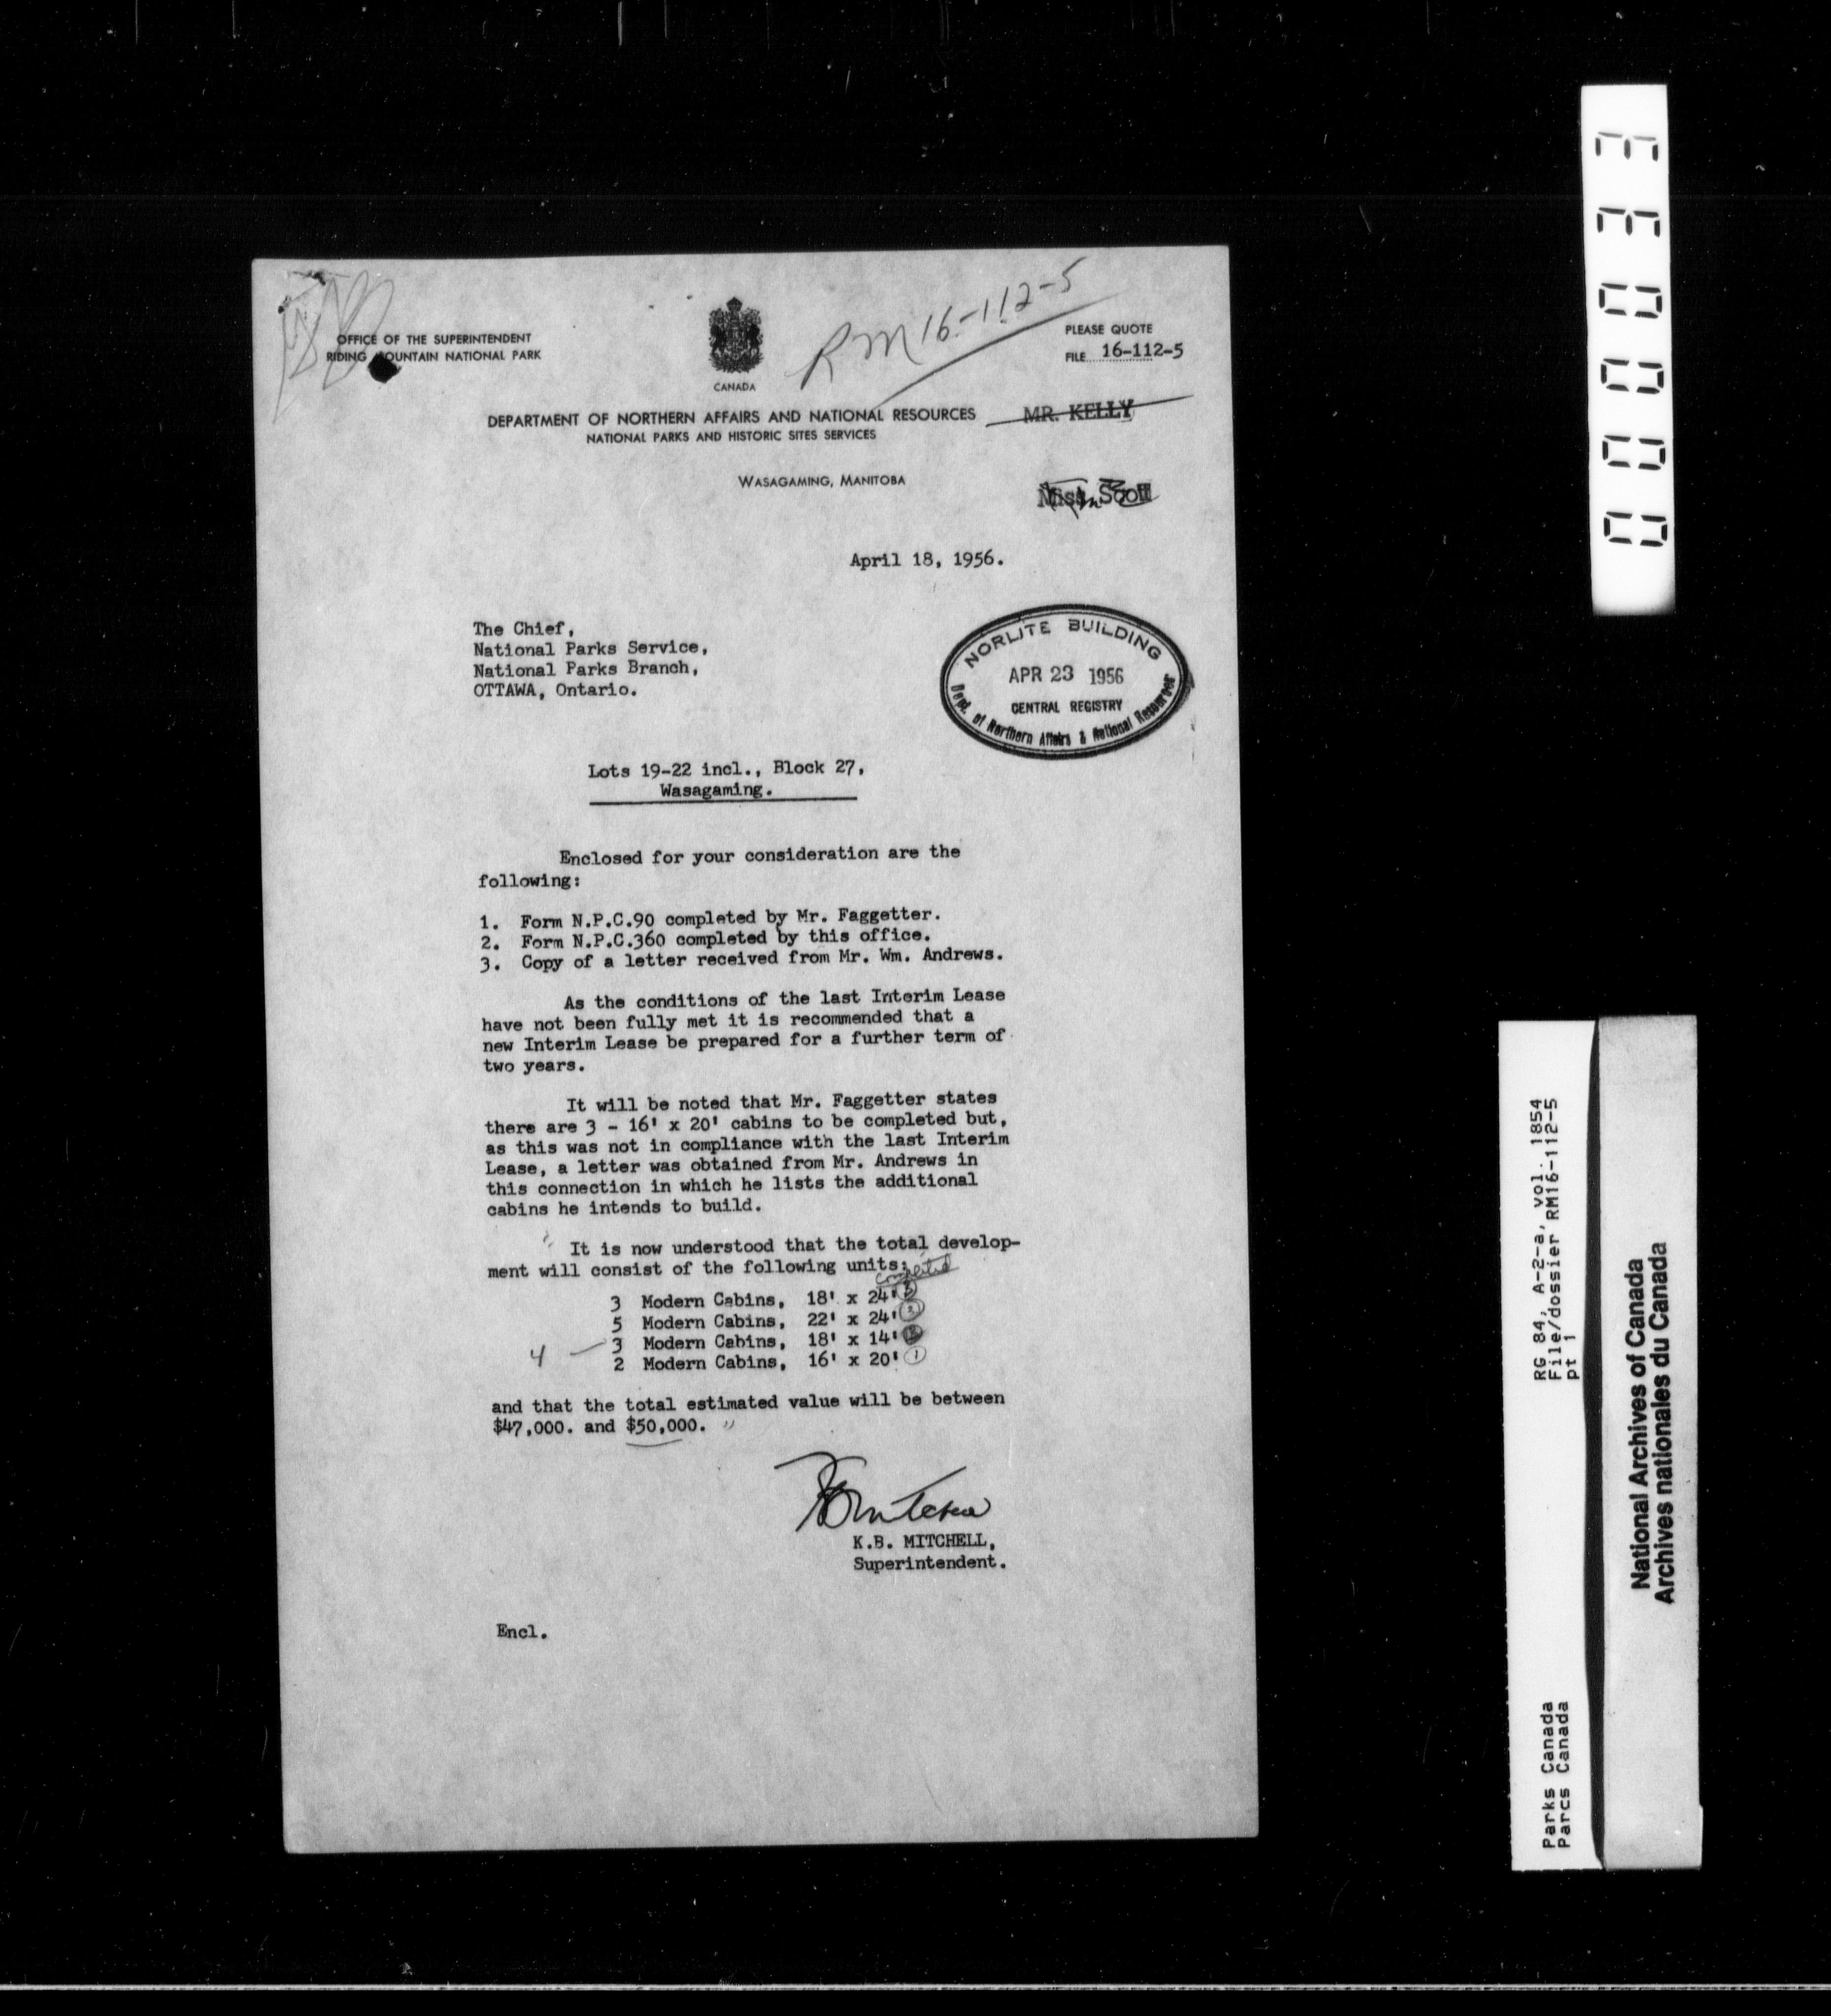 OFFICE OF THE SUPERINTENDENT
RIDING MOUNTAIN NATIONAL PARK
CANADA
RM 16-112-5
PLEASE QUOTE
FILE 16-112-5
DEPARTMENT OF NORTHERN AFFAIRS AND NATIONAL RESOURCES
MR. KELLY
NATIONAL PARKS AND HISTORIC SITES SERVICES
WASAGAMING, MANITOBA
Miss Scott
April 18, 1956.
The Chief,
National Parks Service,
National Parks Branch,
OTTAWA, Ontario.
NORLITE BUILDING
APR 23 1956
CENTRAL REGISTRY
Dept. of Northern Affairs & National Resources
Lots 19-22 incl., Block 27,
Wasagaming.
Enclosed for your consideration are the
following:
1. Form N.P.C.90 completed by Mr. Faggetter.
2. Form N.P.C.360 completed by this office.
3. Copy of a letter received from Mr. Wm. Andrews.
As the conditions of the last Interim Lease
have not been fully met it is recommended that a
new Interim Lease be prepared for a further term of
two years.
It will be noted that Mr. Faggetter states
there are 3 - 16' x 20' cabins to be completed but,
as this was not in compliance with the last Interim
Lease, a letter was obtained from Mr. Andrews in
this connection in which he lists the additional
cabins he intends to build.
It is now understood that the total develop-
ment will consist of the following units:
completed
3 Modern Cabins, 18' x 24' 3
5 Modern Cabins, 22' x 24' 2
4 - 3 Modern Cabins, 18' x 14'
2 Modern Cabins, 16' x 20' 1
and that the total estimated value will be between
$47,000. and $50,000. "
K.B. MITCHELL,
Superintendent.
Encl.
000033
RG 84, A-2-a, vol. 1854
File/dossier RM16-112-5
pt 1
Parks Canada
Parcs Canada
National Archives of Canada
Archives nationales du Canada